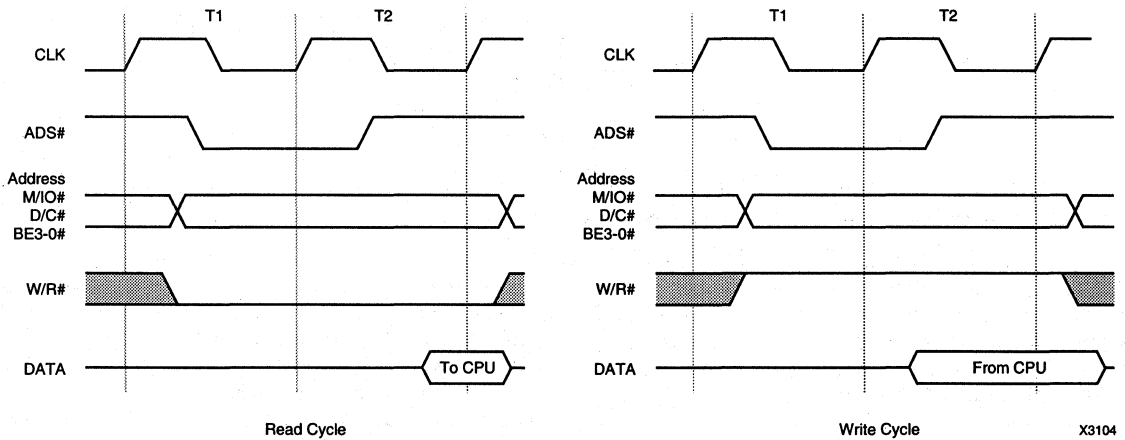 T1 T2
CLK
ADS#
Address
M/IO#
D/C#
BE3-0#
W/R#
DATA To CPU
Read Cycle
T1 T2
CLK
ADS#
Address
M/IO#
D/C#
BE3-0#
W/R#
DATA From CPU
Write Cycle
X3104